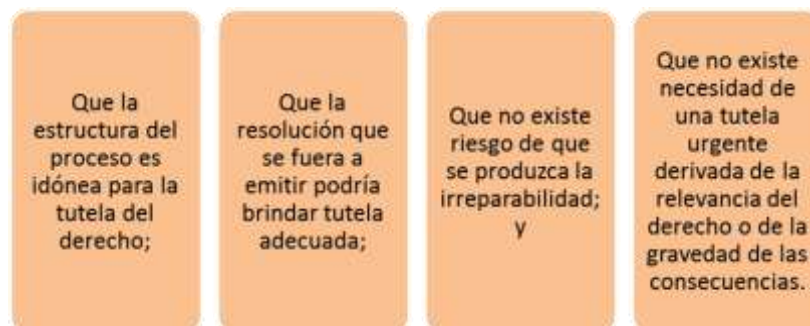 Que la
estructura del
proceso es
idónea para la
tutela del
derecho;
Que la
resolución que
se fuera a
emitir podría
brindar tutela
adecuada;
Que no existe
riesgo de que
se produzca la
irreparabilidad;
y
Que no existe
necesidad de
una tutela
urgente
derivada de la
relevancia del
derecho o de la
gravedad de las
consecuencias.